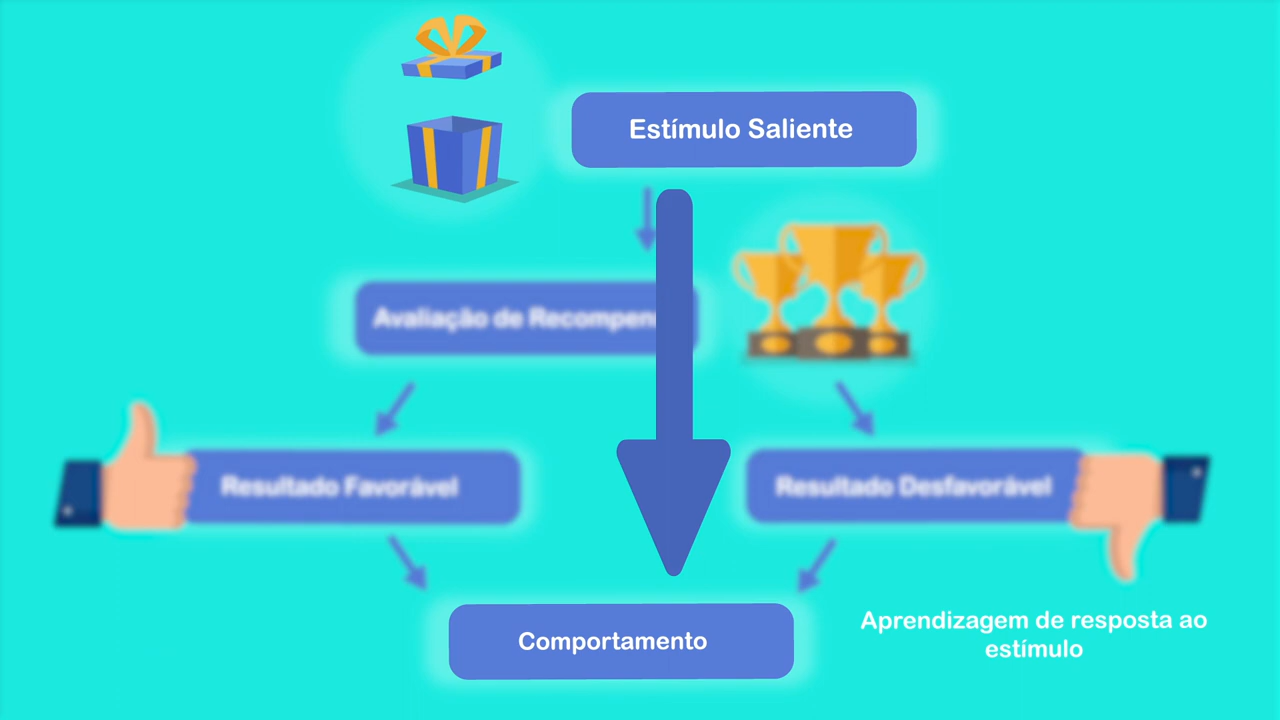 Estímulo Saliente
Avaliação de
Resultado Favorável
Resultado Desfavorável
Comportamento
Aprendizagem de resposta ao
estímulo